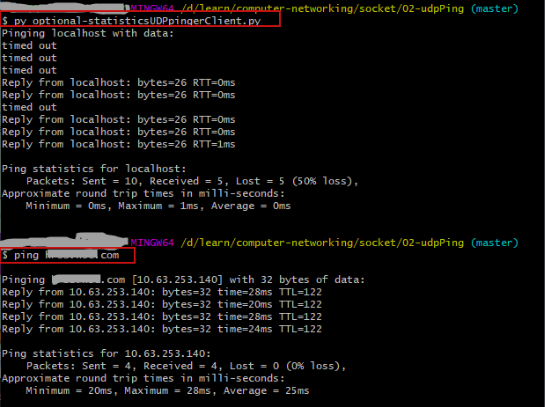 MINGW64 /d/learn/computer-networking/socket/02-udpPing (master)
$ py optional-statisticsUDPpingerClient.py
Pinging localhost with data:
timed out
timed out
timed out
Reply from localhost: bytes=26 RTT=0ms
Reply from localhost: bytes=26 RTT=0ms
timed out
Reply from localhost: bytes=26 RTT=0ms
Reply from localhost: bytes=26 RTT=0ms
Reply from localhost: bytes=26 RTT=1ms
Ping statistics for localhost:
Packets: Sent = 10, Received = 5, Lost = 5 (50% loss),
Approximate round trip times in milli-seconds:
Minimum = 0ms, Maximum = 1ms, Average = 0ms
MINGW64 /d/learn/computer-networking/socket/02-udpPing (master)
$ ping .com
Pinging .com [10.63.253.140] with 32 bytes of data:
Reply from 10.63.253.140: bytes=32 time=28ms TTL=122
Reply from 10.63.253.140: bytes=32 time=20ms TTL=122
Reply from 10.63.253.140: bytes=32 time=28ms TTL=122
Reply from 10.63.253.140: bytes=32 time=24ms TTL=122
Ping statistics for 10.63.253.140:
Packets: Sent = 4, Received = 4, Lost = 0 (0% loss),
Approximate round trip times in milli-seconds:
Minimum = 20ms, Maximum = 28ms, Average = 25ms